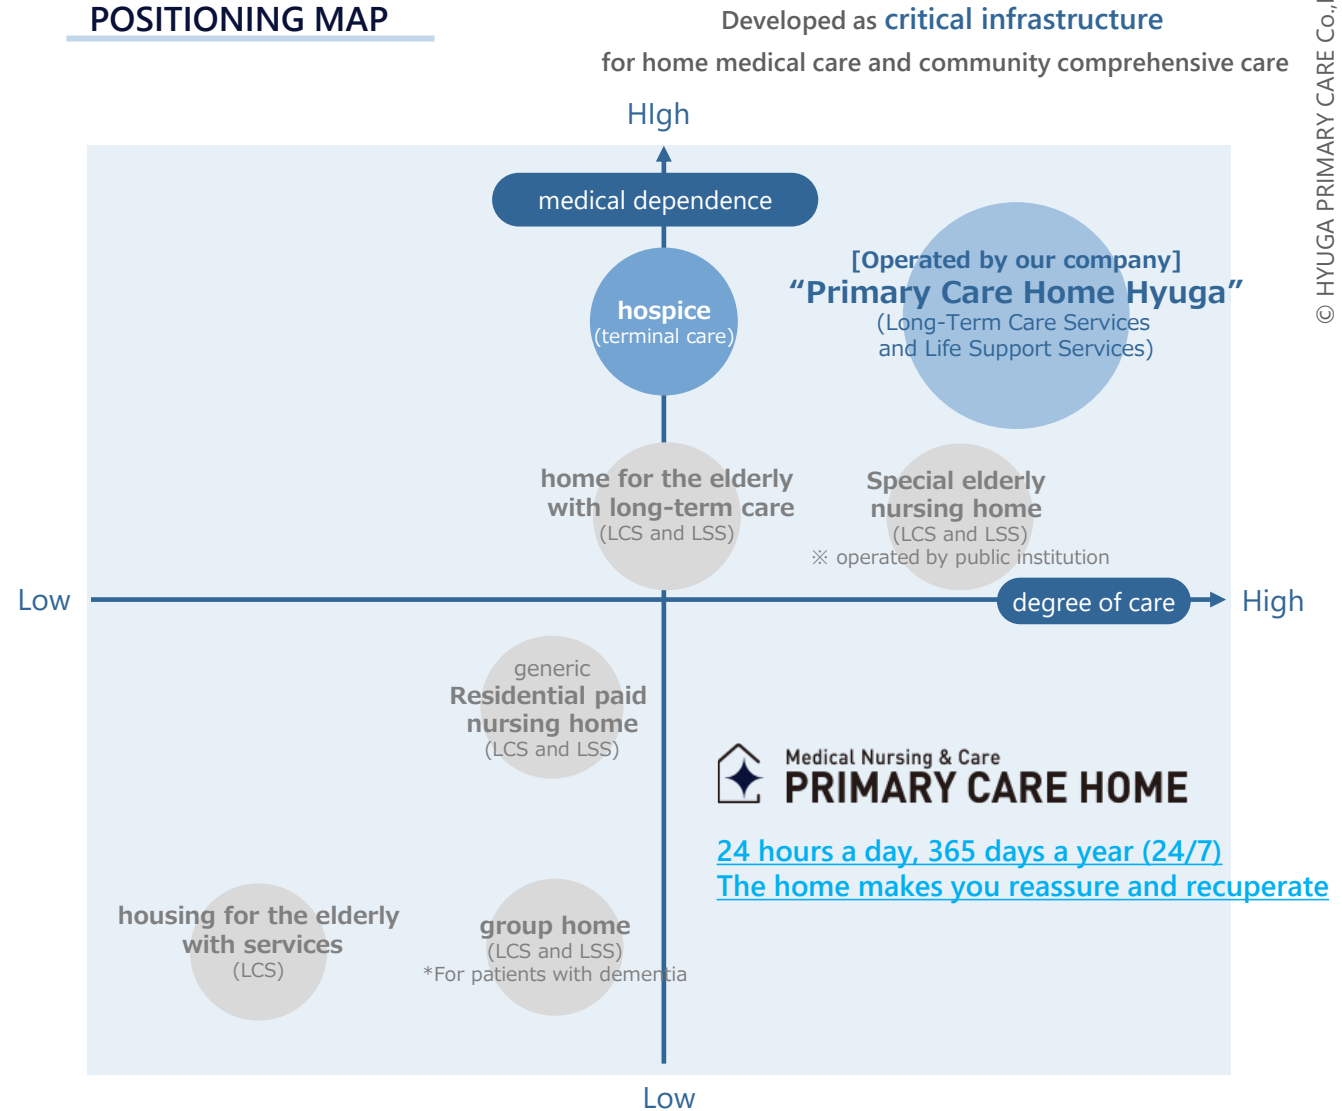 POSITIONING MAP
Developed as critical infrastructure
for home medical care and community comprehensive care
© HYUGA PRIMARY CARE Co.,
HIgh
medical dependence
[Operated by our company]
“Primary Care Home Hyuga”
(Long-Term Care Services
and Life Support Services)
hospice
(terminal care)
home for the elderly
with long-term care
(LCS and LSS)
Special elderly
nursing home
(LCS and LSS)
※ operated by public institution
Low
degree of care
High
generic
Residential paid
nursing home
(LCS and LSS)
Medical Nursing & Care
PRIMARY CARE HOME
24 hours a day, 365 days a year (24/7)
The home makes you reassure and recuperate
housing for the elderly
with services
(LCS)
group home
(LCS and LSS)
*For patients with dementia
Low